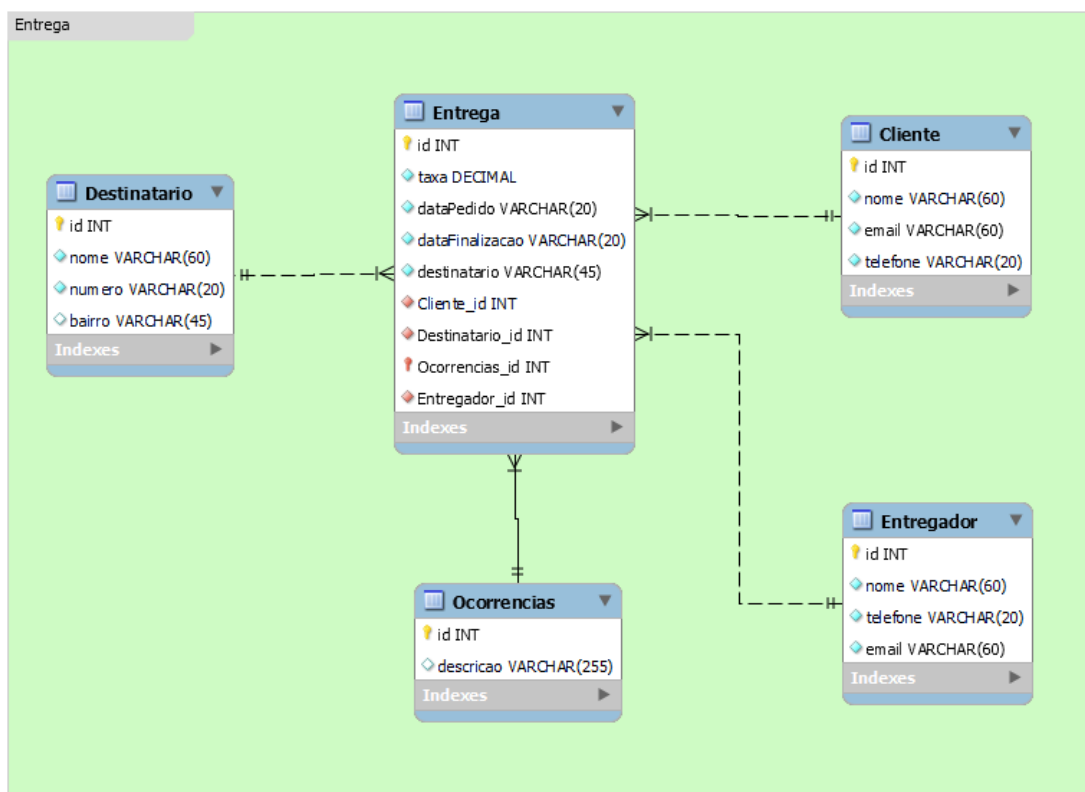 Entrega
Entrega
id INT
taxa DECIMAL
dataPedido VARCHAR(20)
dataFinalizacao VARCHAR(20)
destinatario VARCHAR(45)
Cliente_id INT
Destinatario_id INT
Ocorrencias_id INT
Entregador_id INT
Indexes
Cliente
id INT
nome VARCHAR(60)
email VARCHAR(60)
telefone VARCHAR(20)
Indexes
Destinatario
id INT
nome VARCHAR(60)
numero VARCHAR(20)
bairro VARCHAR(45)
Indexes
Ocorrencias
id INT
descricao VARCHAR(255)
Indexes
Entregador
id INT
nome VARCHAR(60)
telefone VARCHAR(20)
email VARCHAR(60)
Indexes